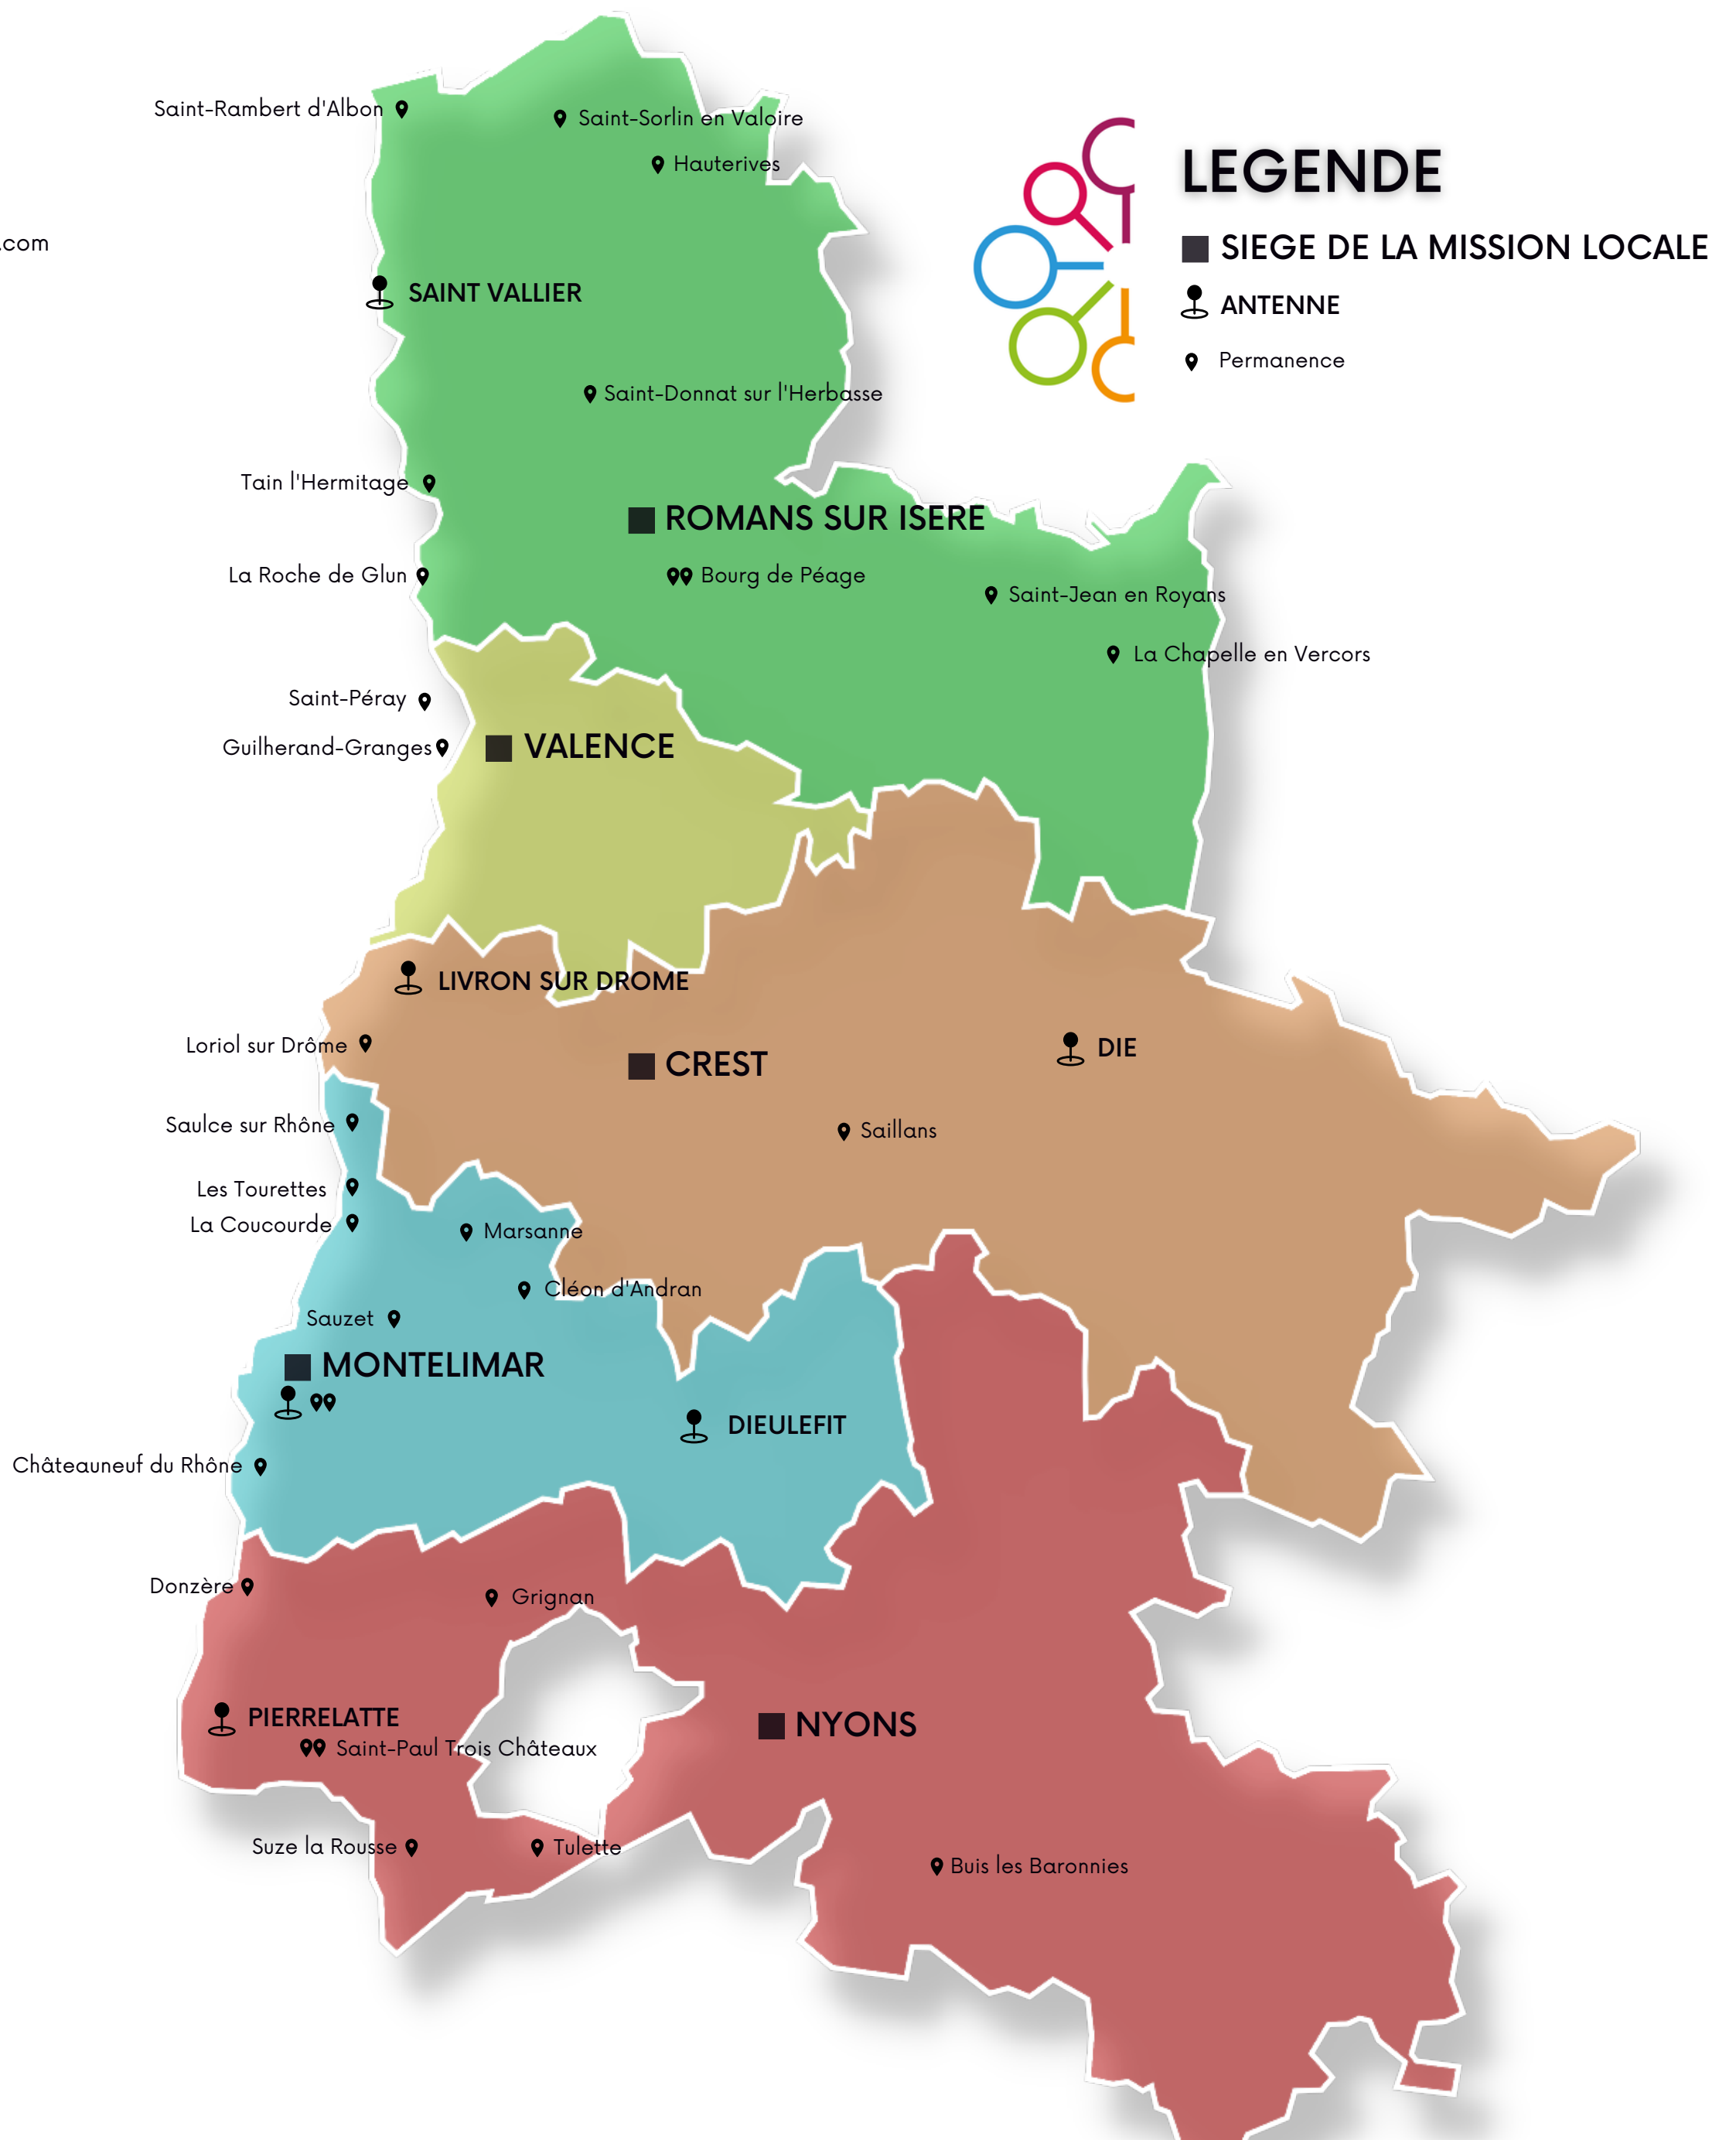 Saint-Rambert d'Albon
Saint-Sorlin en Valoire
Hauterives
LEGENDE
.com
SIEGE DE LA MISSION LOCALE
SAINT VALLIER
ANTENNE
Permanence
Saint-Donnat sur l'Herbasse
Tain l'Hermitage
ROMANS SUR ISERE
La Roche de Glun
Bourg de Péage
Saint-Jean en Royans
La Chapelle en Vercors
Saint-Péray
Guilherand-Granges
VALENCE
LIVRON SUR DROME
Loriol sur Drôme
CREST
DIE
Saulce sur Rhône
Saillans
Les Tourettes
La Coucourde
Marsanne
Cléon d'Andran
Sauzet
MONTELIMAR
DIEULEFIT
Châteauneuf du Rhône
Donzère
Grignan
PIERRELATTE
NYONS
Saint-Paul Trois Châteaux
Suze la Rousse
Tulette
Buis les Baronnies